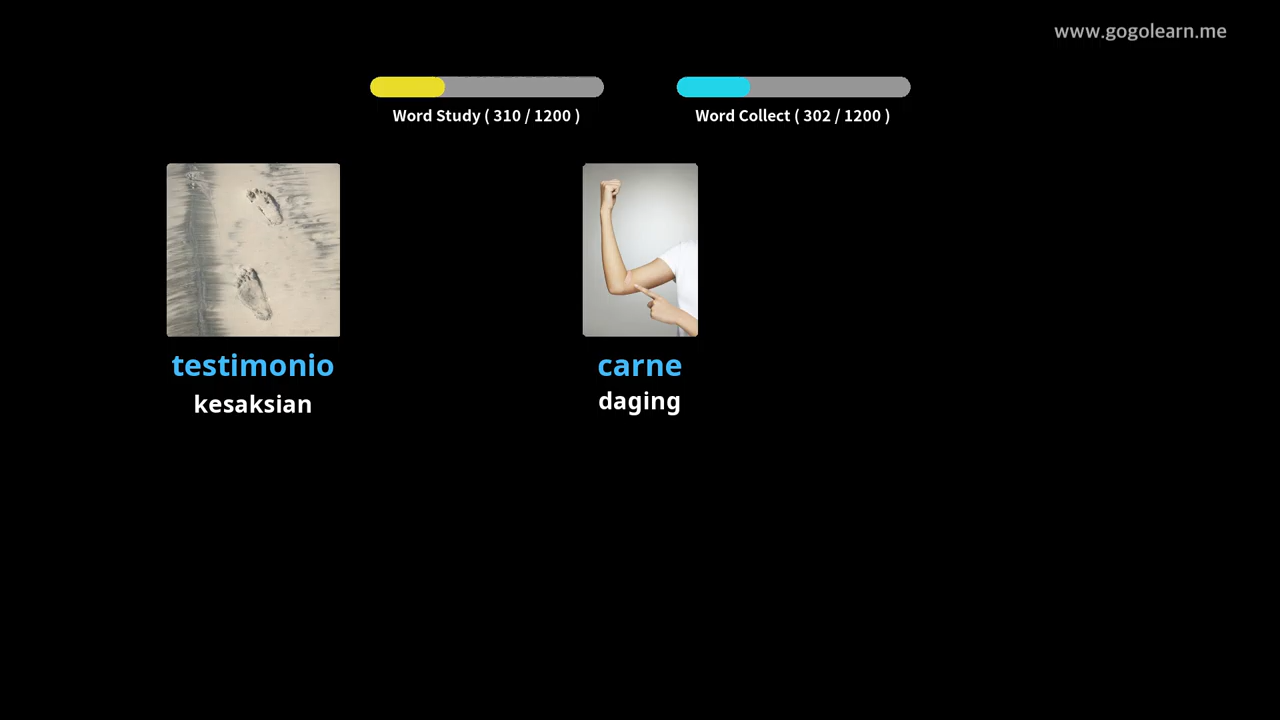 www.gogolearn.me
Word Study ( 310 / 1200 )
Word Collect ( 302 / 1200 )
testimonio
kesaksian
carne
daging